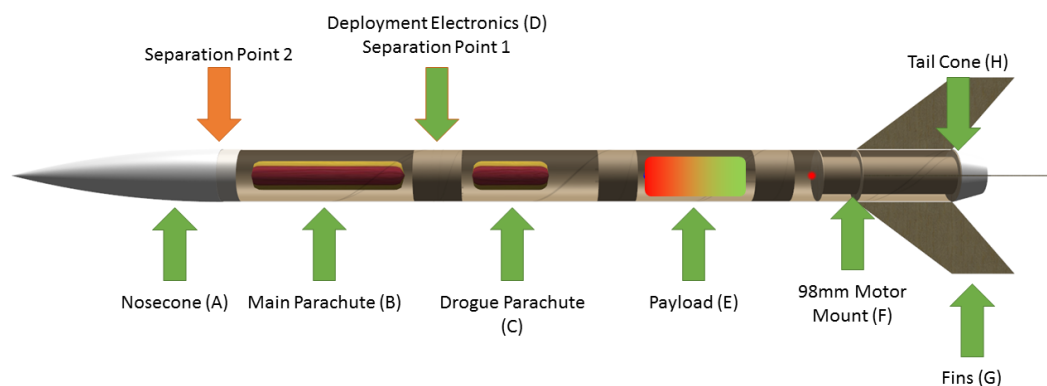 Deployment Electronics (D)
Separation Point 1
Separation Point 2
Tail Cone (H)
Nosecone (A)
Main Parachute (B)
Drogue Parachute
(C)
Payload (E)
98mm Motor
Mount (F)
Fins (G)